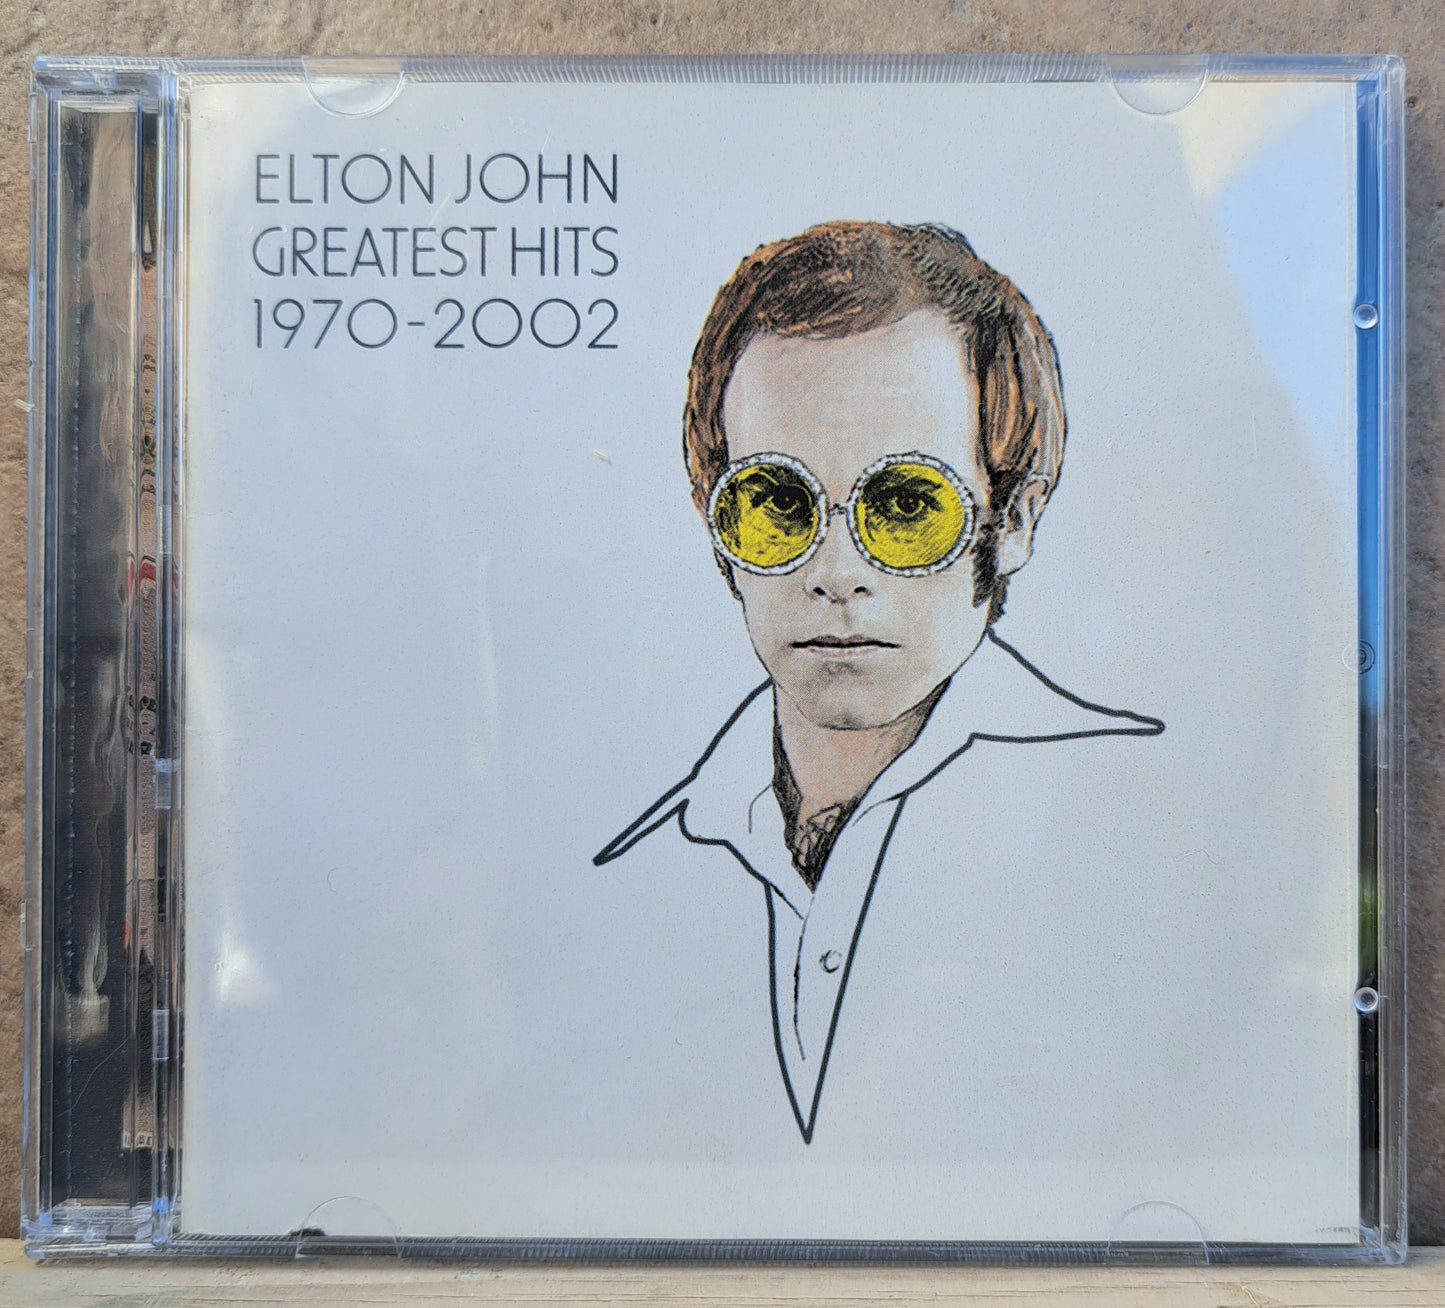 ELTON JOHN
GREATEST HITS
1970-2002